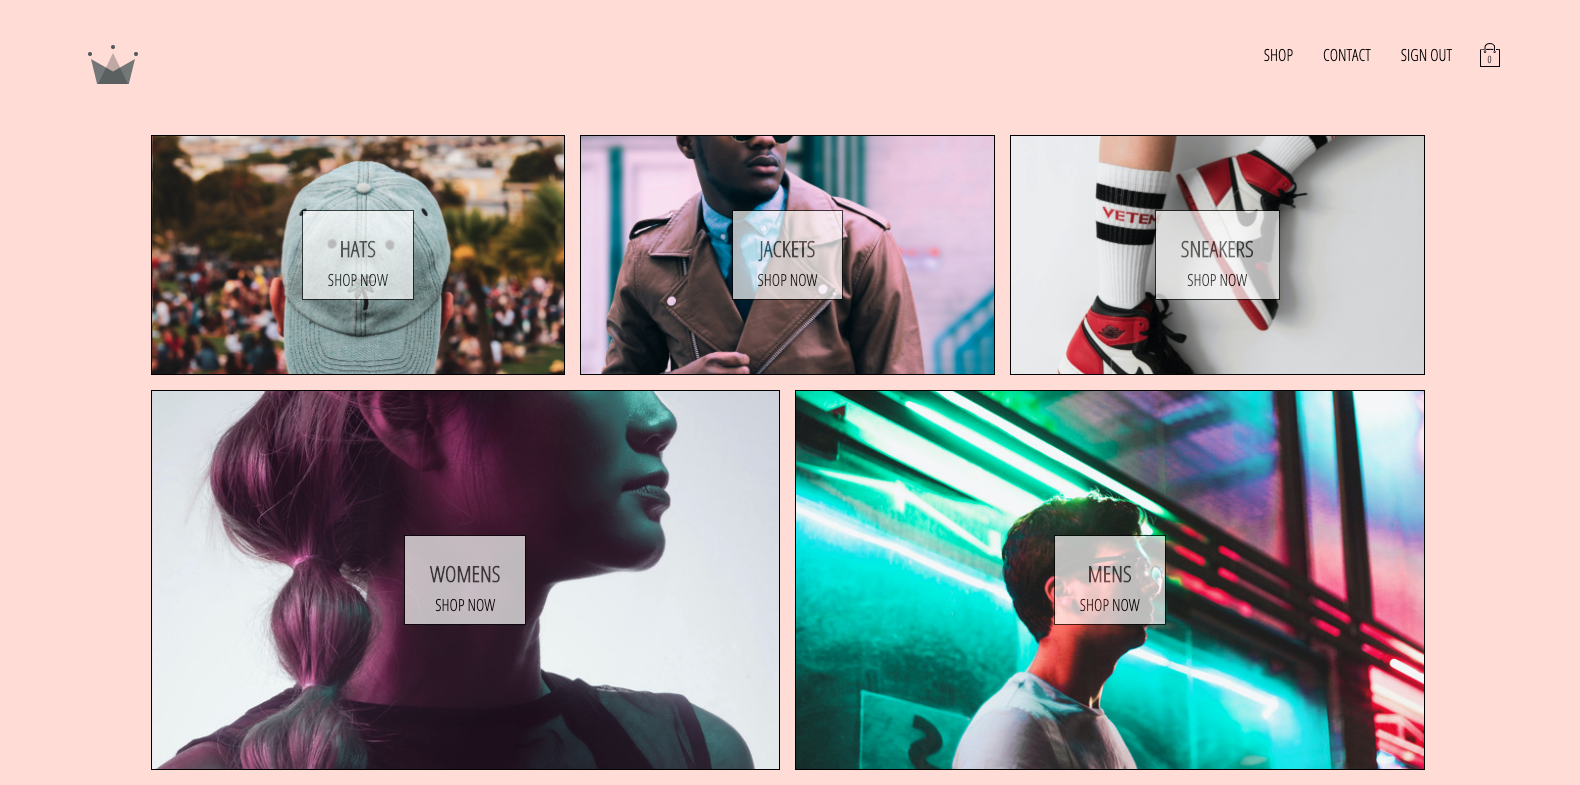 SHOP
CONTACT
SIGN OUT
0
HATS
SHOP NOW
JACKETS
SHOP NOW
VETEM
SNEAKERS
SHOP NOW
WOMENS
SHOP NOW
MENS
SHOP NOW